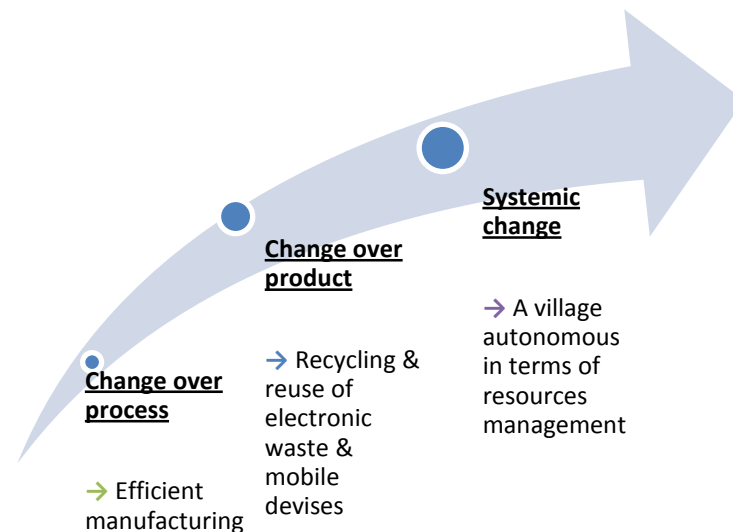 Change over
process
→ Efficient
manufacturing
Change over
product
→ Recycling &
reuse of
electronic
waste &
mobile
devises
Systemic
change
→ A village
autonomous
in terms of
resources
management